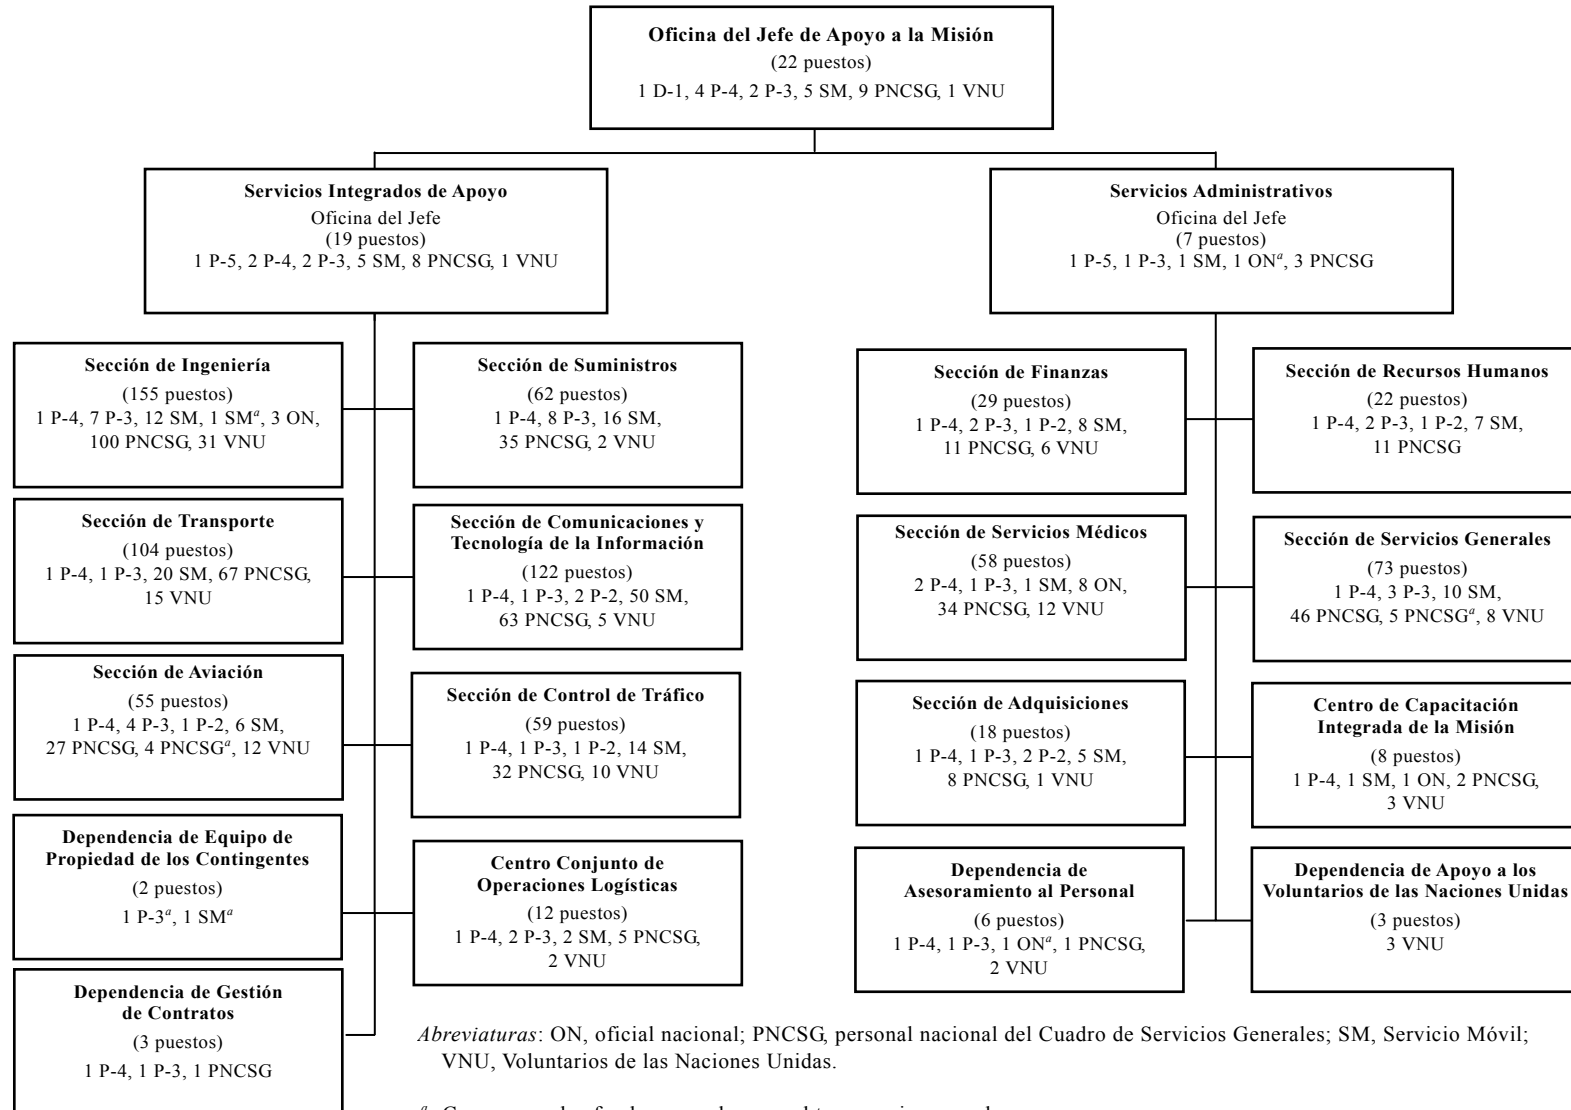 Oficina del Jefe de Apoyo a la Misión
(22 puestos)
1 D-1, 4 P-4, 2 P-3, 5 SM, 9 PNCSG, 1 VNU
Servicios Integrados de Apoyo
Oficina del Jefe
(19 puestos)
1 P-5, 2 P-4, 2 P-3, 5 SM, 8 PNCSG, 1 VNU
Servicios Administrativos
Oficina del Jefe
(7 puestos)
1 P-5, 1 P-3, 1 SM, 1 ONª, 3 PNCSG
Sección de Ingeniería
(155 puestos)
1 P-4, 7 P-3, 12 SM, 1 SMª, 3 ON,
100 PNCSG, 31 VNU
Sección de Suministros
(62 puestos)
1 P-4, 8 P-3, 16 SM,
35 PNCSG, 2 VNU
Sección de Finanzas
(29 puestos)
1 P-4, 2 P-3, 1 P-2, 8 SM,
11 PNCSG, 6 VNU
Sección de Recursos Humanos
(22 puestos)
1 P-4, 2 P-3, 1 P-2, 7 SM,
11 PNCSG
Sección de Transporte
(104 puestos)
1 P-4, 1 P-3, 20 SM, 67 PNCSG,
15 VNU
Sección de Comunicaciones y
Tecnología de la Información
(122 puestos)
1 P-4, 1 P-3, 2 P-2, 50 SM,
63 PNCSG, 5 VNU
Sección de Servicios Médicos
(58 puestos)
2 P-4, 1 P-3, 1 SM, 8 ON,
34 PNCSG, 12 VNU
Sección de Servicios Generales
(73 puestos)
1 P-4, 3 P-3, 10 SM,
46 PNCSG, 5 PNCSGª, 8 VNU
Sección de Aviación
(55 puestos)
1 P-4, 4 P-3, 1 P-2, 6 SM,
27 PNCSG, 4 PNCSGª, 12 VNU
Sección de Control de Tráfico
(59 puestos)
1 P-4, 1 P-3, 1 P-2, 14 SM,
32 PNCSG, 10 VNU
Sección de Adquisiciones
(18 puestos)
1 P-4, 1 P-3, 2 P-2, 5 SM,
8 PNCSG, 1 VNU
Centro de Capacitación
Integrada de la Misión
(8 puestos)
1 P-4, 1 SM, 1 ON, 2 PNCSG,
3 VNU
Dependencia de Equipo de
Propiedad de los Contingentes
(2 puestos)
1 P-3ª, 1 SMª
Centro Conjunto de
Operaciones Logísticas
(12 puestos)
1 P-4, 2 P-3, 2 SM, 5 PNCSG,
2 VNU
Dependencia de
Asesoramiento al Personal
(6 puestos)
1 P-4, 1 P-3, 1 ONª, 1 PNCSG,
2 VNU
Dependencia de Apoyo a los
Voluntarios de las Naciones Unidas
(3 puestos)
3 VNU
Dependencia de Gestión
de Contratos
(3 puestos)
1 P-4, 1 P-3, 1 PNCSG
Abreviaturas: ON, oficial nacional; PNCSG, personal nacional del Cuadro de Servicios Generales; SM, Servicio Móvil;
VNU, Voluntarios de las Naciones Unidas.